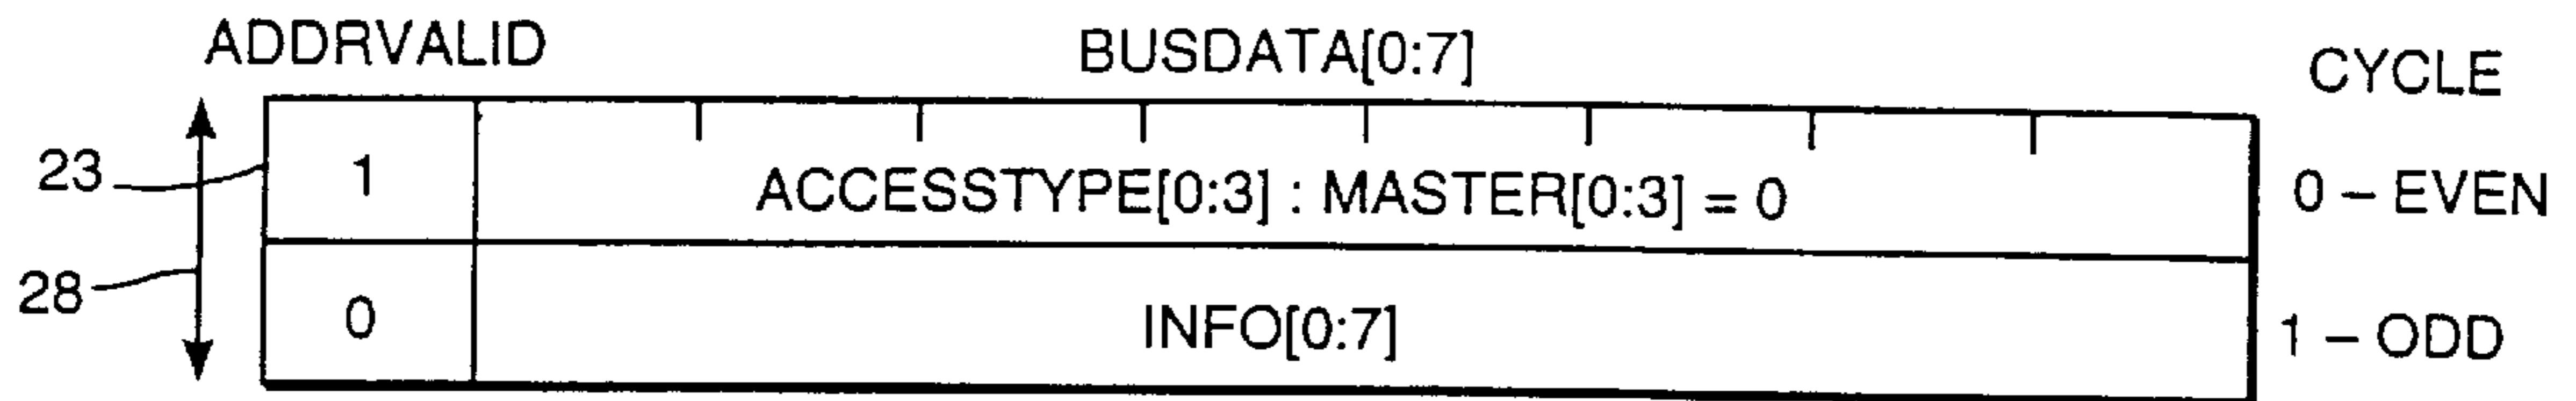 ADDRVALID BUSDATA[0:7] CYCLE
23 1 ACCESSTYPE[0:3] : MASTER[0:3] = 0 0 – EVEN
28 0 INFO[0:7] 1 – ODD